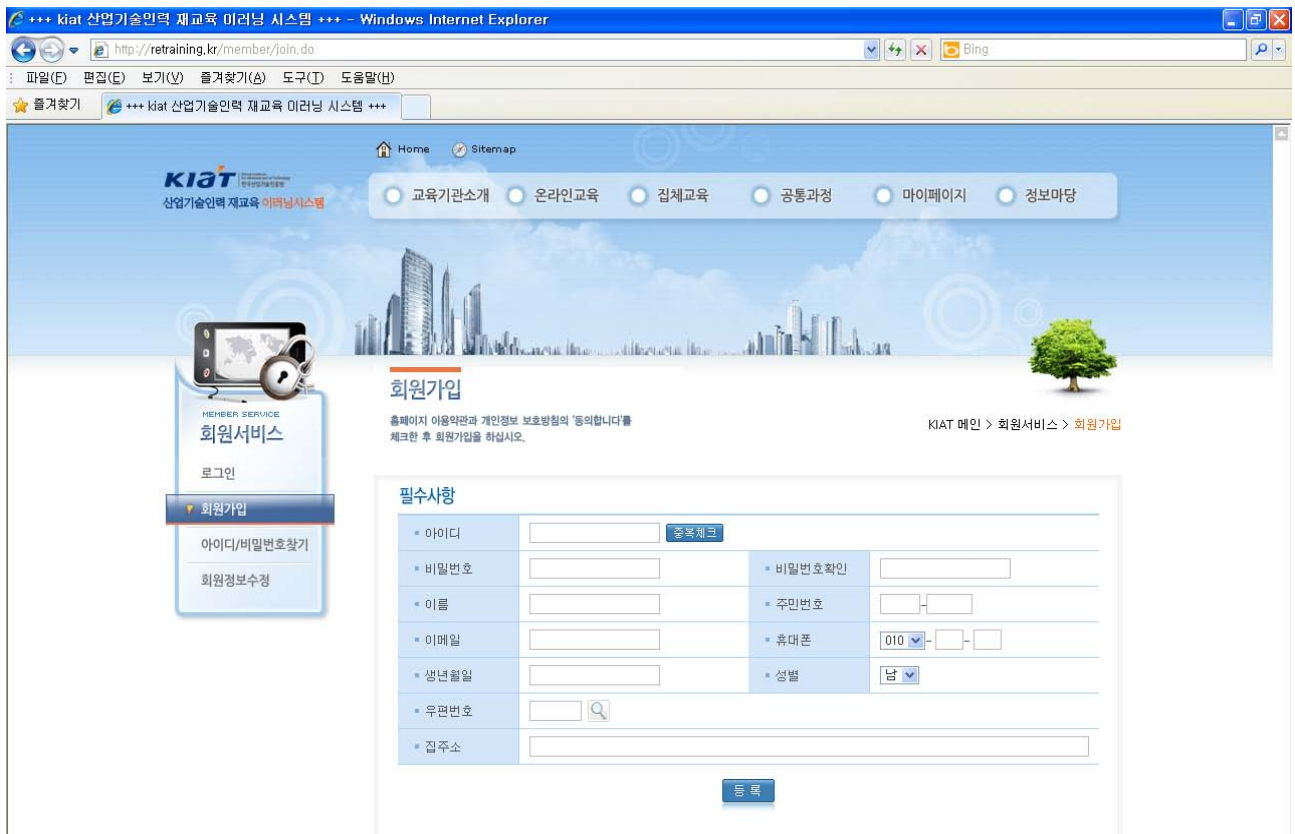 +++ kiat 산업기술인력 재교육 이러닝 시스템 +++ - Windows Internet Explorer
http://retraining.kr/member/join.do
Bing
파일(F) 편집(E) 보기(V) 즐겨찾기(A) 도구(T) 도움말(H)
즐겨찾기 +++ kiat 산업기술인력 재교육 이러닝 시스템 +++
Home Sitemap
KIAT 한국산업기술진흥원
산업기술인력 재교육 이러닝시스템
교육기관소개 온라인교육 집체교육 공통과정 마이페이지 정보마당
회원가입
홈페이지 이용약관과 개인정보 보호방침의 '동의합니다'를
체크한 후 회원가입을 하십시오.
KIAT 메인 > 회원서비스 > 회원가입
MEMBER SERVICE
회원서비스
로그인
회원가입
아이디/비밀번호찾기
회원정보수정
필수사항
아이디 중복체크
비밀번호 비밀번호확인
이름 주민번호 -
이메일 휴대폰 010 - -
생년월일 성별 남
우편번호
집주소
등록